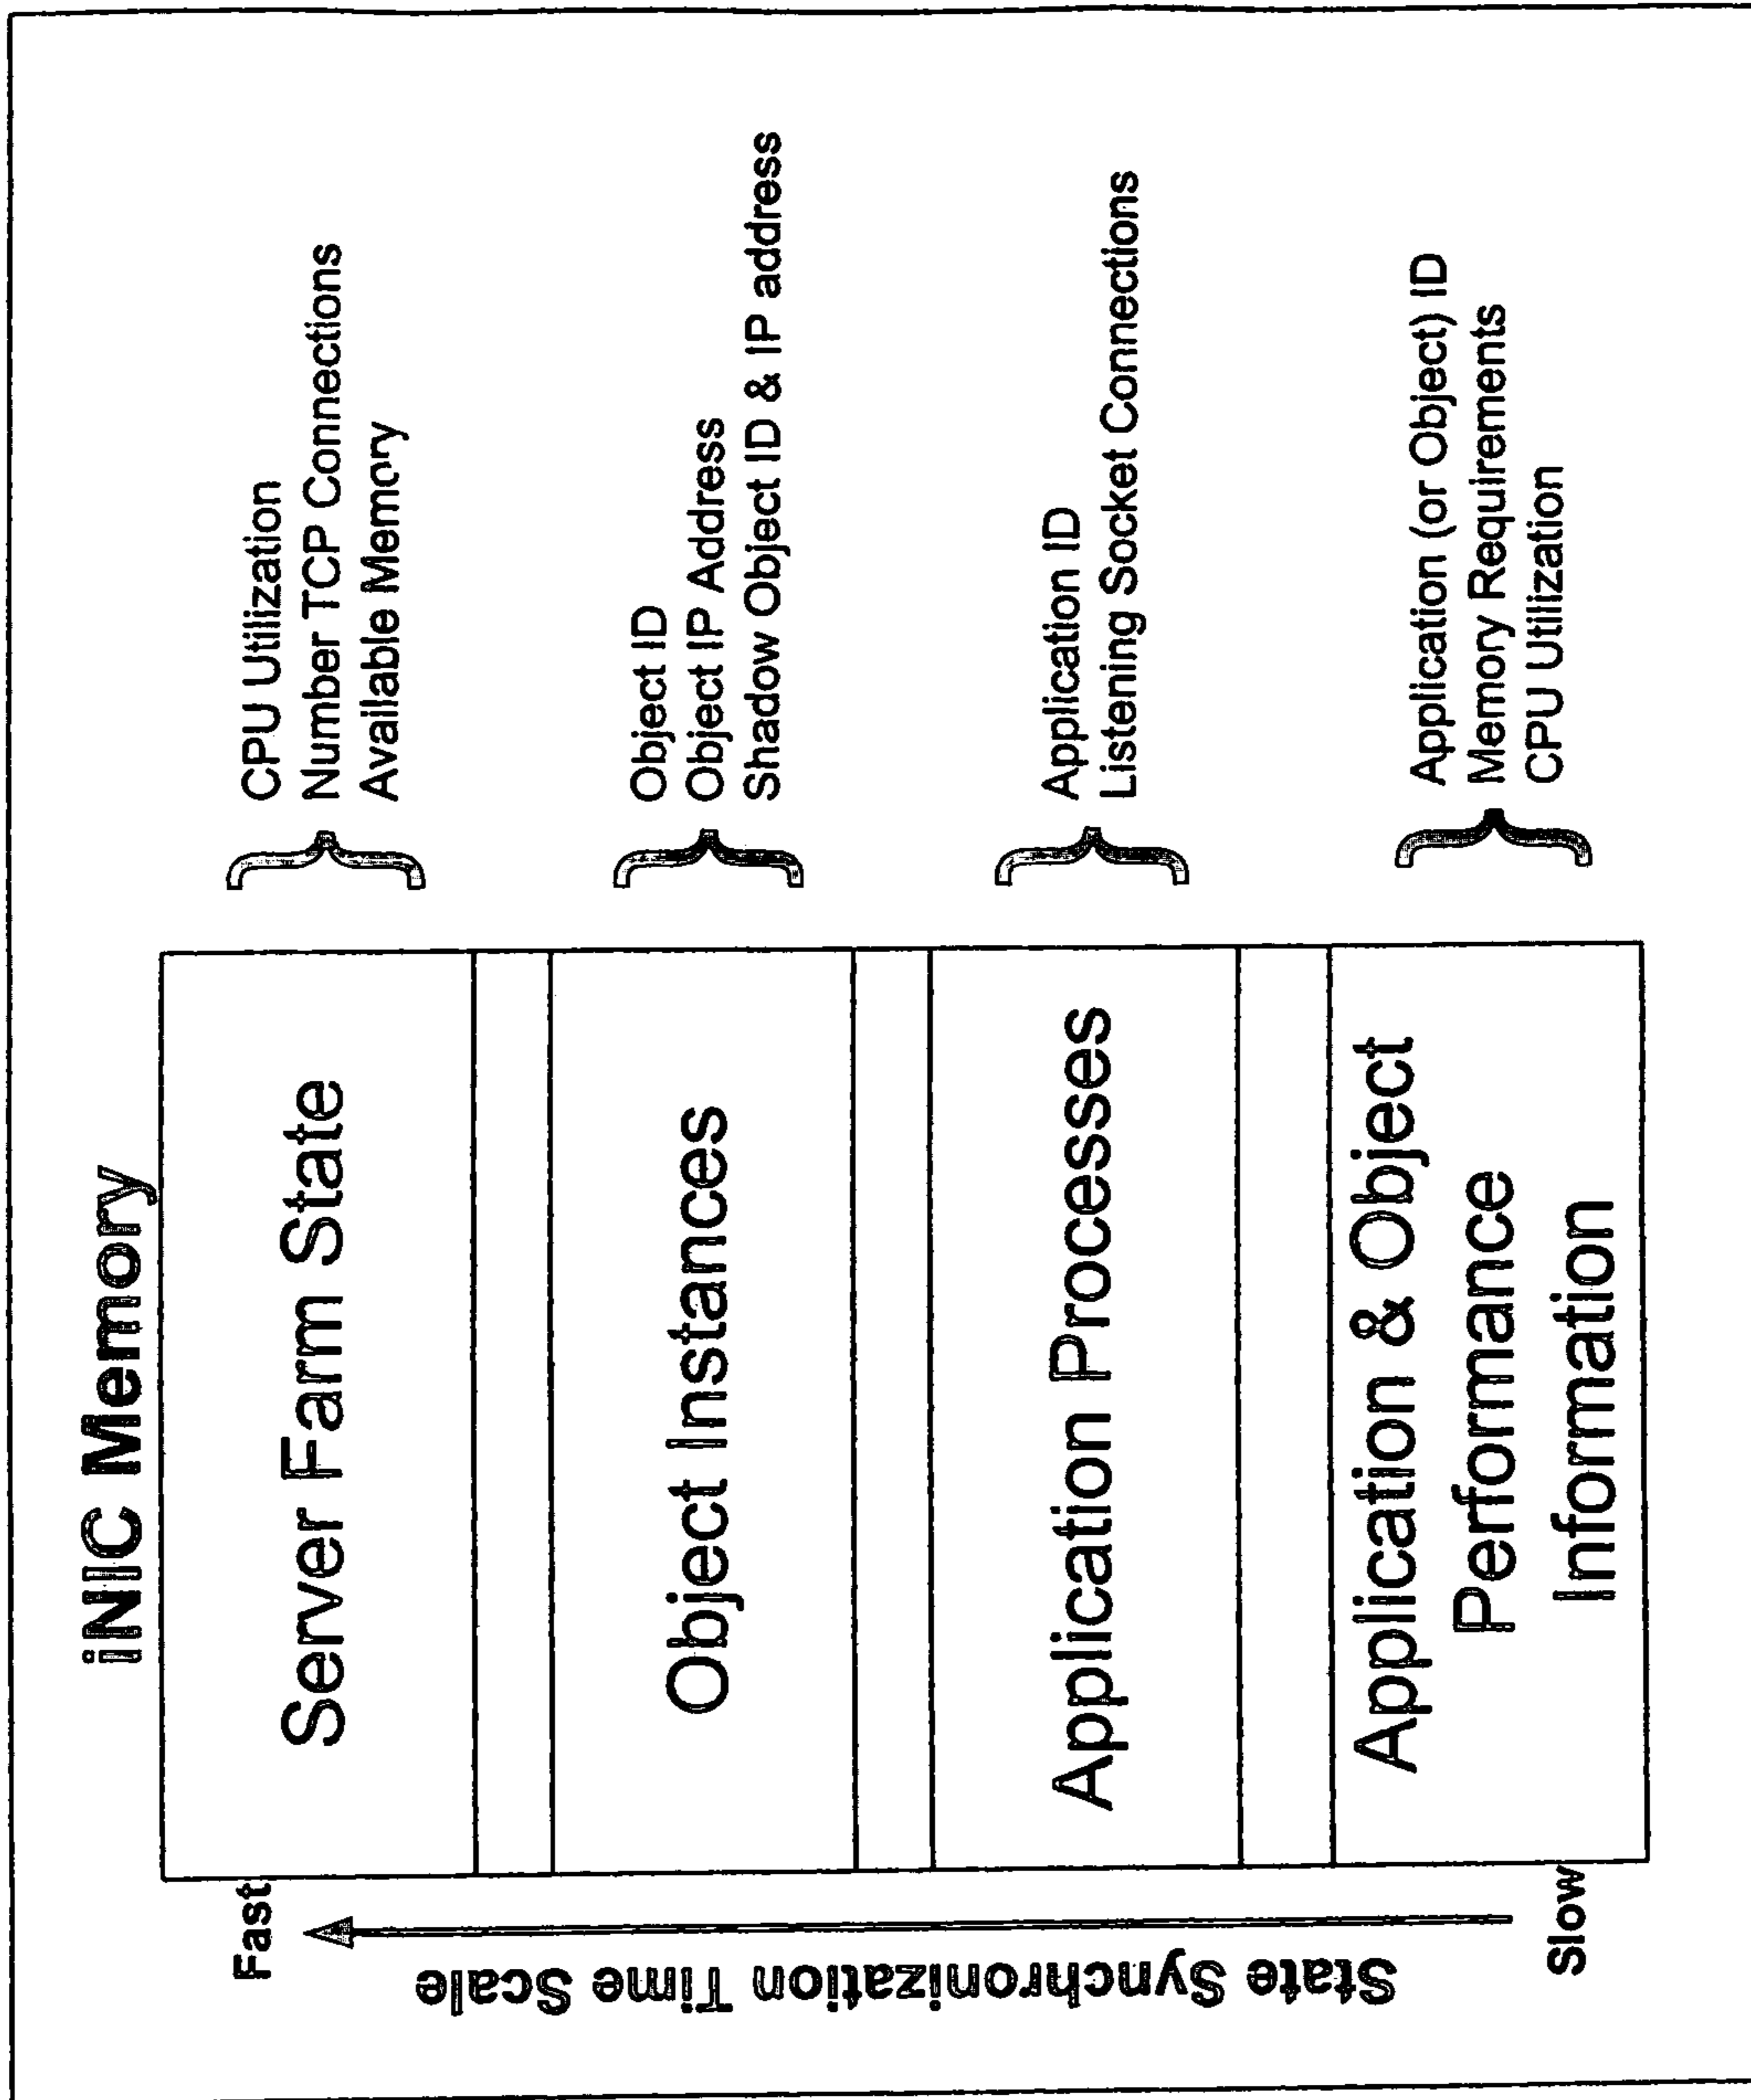 iNIC Memory
Fast
State Synchronization Time Scale
Slow
Server Farm State
CPU Utilization
Number TCP Connections
Available Memory
Object Instances
Object ID
Object IP Address
Shadow Object ID & IP address
Application Processes
Application ID
Listening Socket Connections
Application & Object
Performance
Information
Application (or Object) ID
Memory Requirements
CPU Utilization